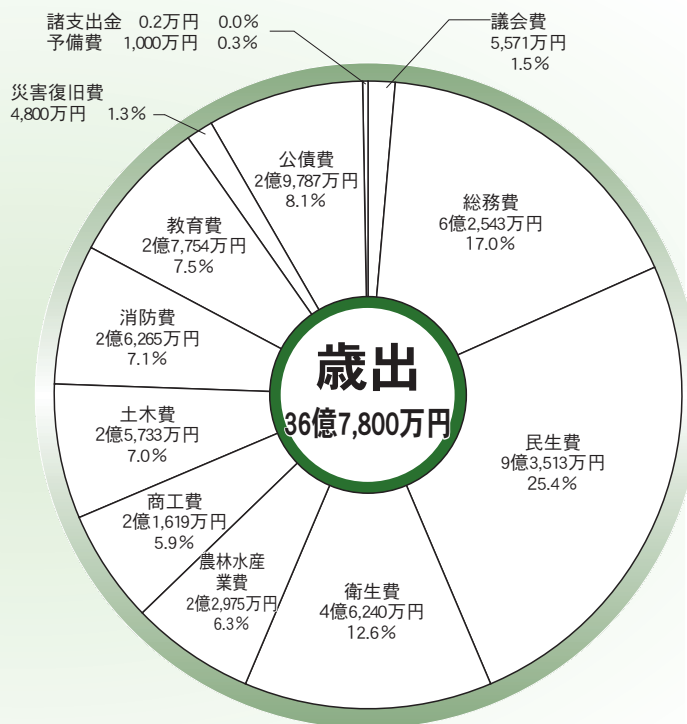 諸支出金 0.2万円 0.0%
予備費 1,000万円 0.3%
議会費
5,571万円
1.5%
災害復旧費
4,800万円 1.3%
公債費
2億9,787万円
8.1%
総務費
6億2,543万円
17.0%
教育費
2億7,754万円
7.5%
消防費
2億6,265万円
7.1%
歳出
36億7,800万円
土木費
2億5,733万円
7.0%
民生費
9億3,513万円
25.4%
商工費
2億1,619万円
5.9%
農林水産
業費
2億2,975万円
6.3%
衛生費
4億6,240万円
12.6%